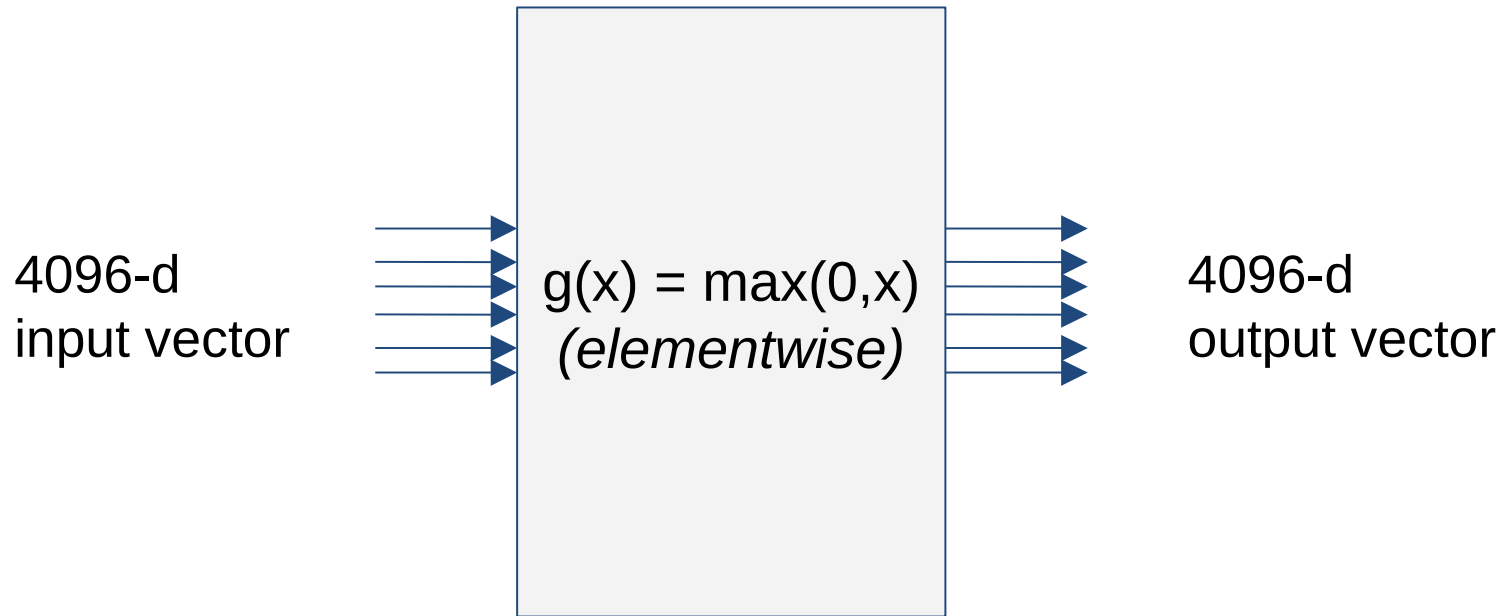 4096-d
input vector
g(x) = max(0,x)
(elementwise)
4096-d
output vector